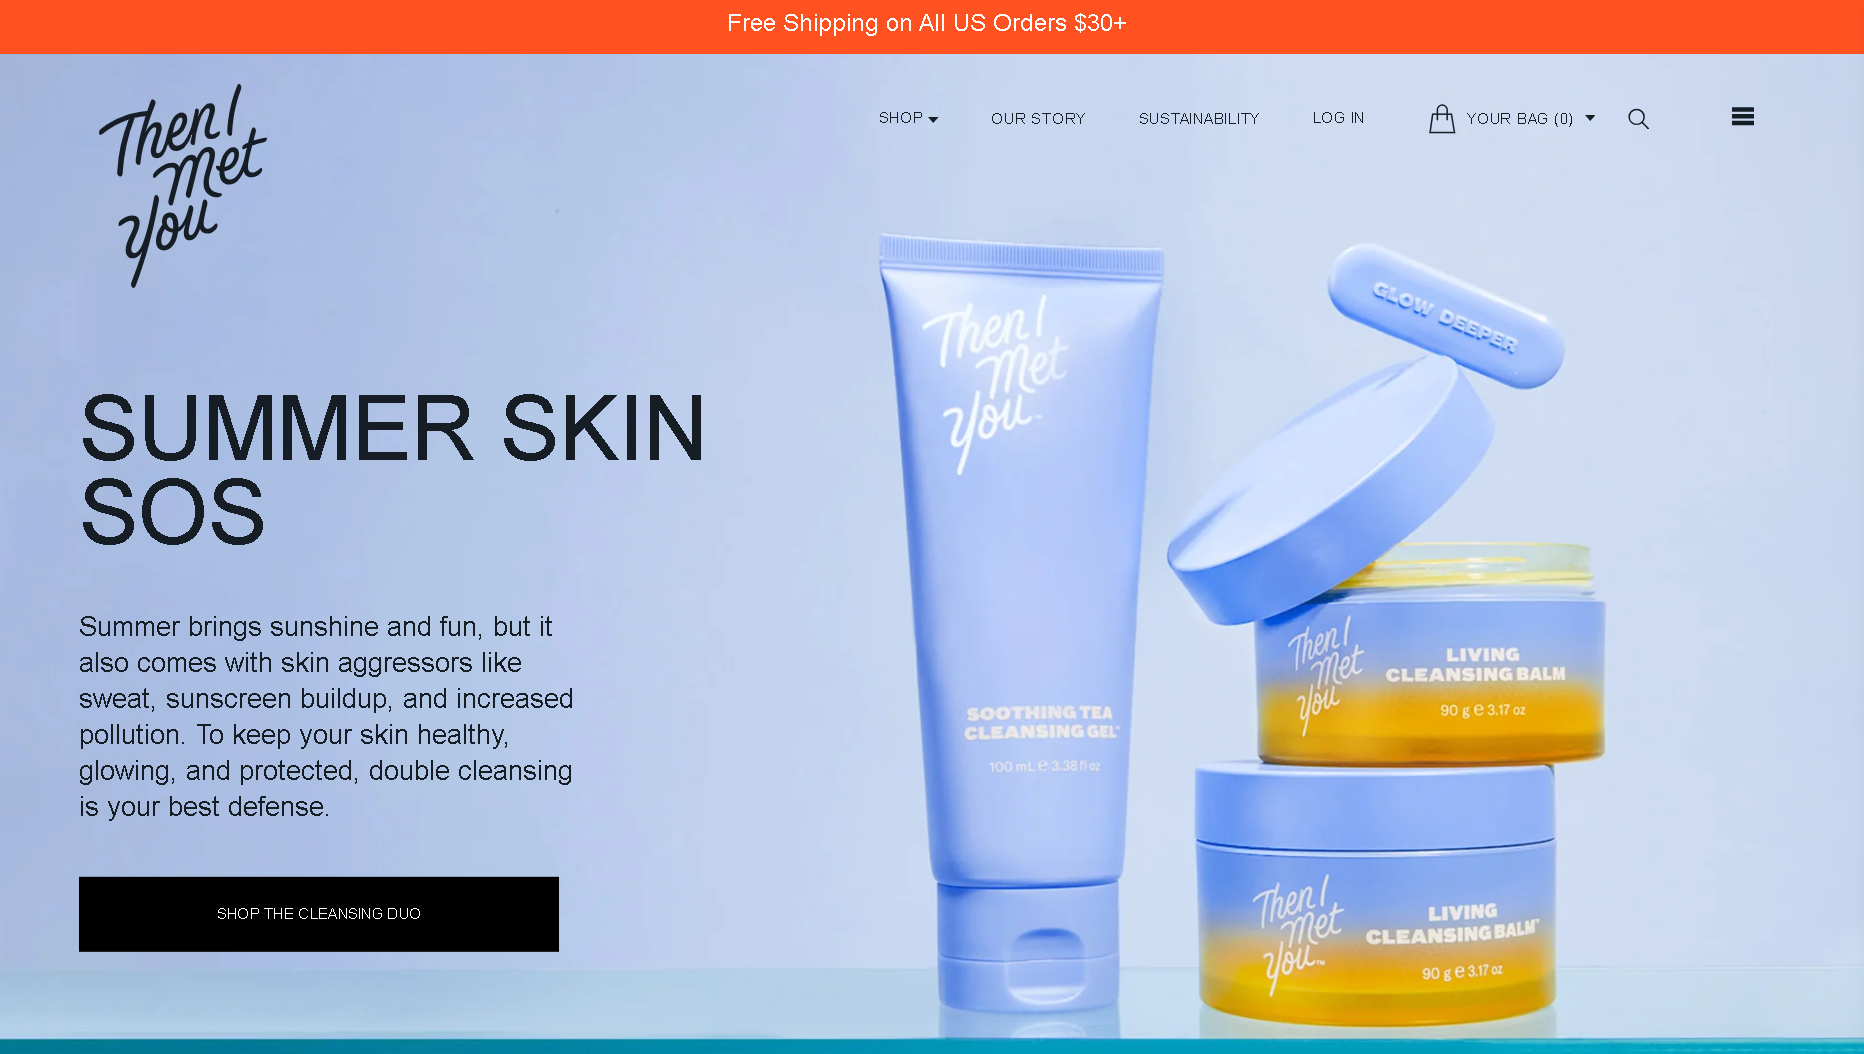 Free Shipping on All US Orders $30+
Then I
Met
You
SHOP
OUR STORY
SUSTAINABILITY
LOG IN
YOUR BAG (0)
SUMMER SKIN
SOS
Summer brings sunshine and fun, but it
also comes with skin aggressors like
sweat, sunscreen buildup, and increased
pollution. To keep your skin healthy,
glowing, and protected, double cleansing
is your best defense.
SHOP THE CLEANSING DUO
Then I
Met
You™
SOOTHING TEA
CLEANSING GEL™
100 mL e 3.38 fl oz
GLOW DEEPER
Then I
Met
You
LIVING
CLEANSING BALM
90 g e 3.17 oz
Then I
Met
You™
LIVING
CLEANSING BALM™
90 g e 3.17 oz